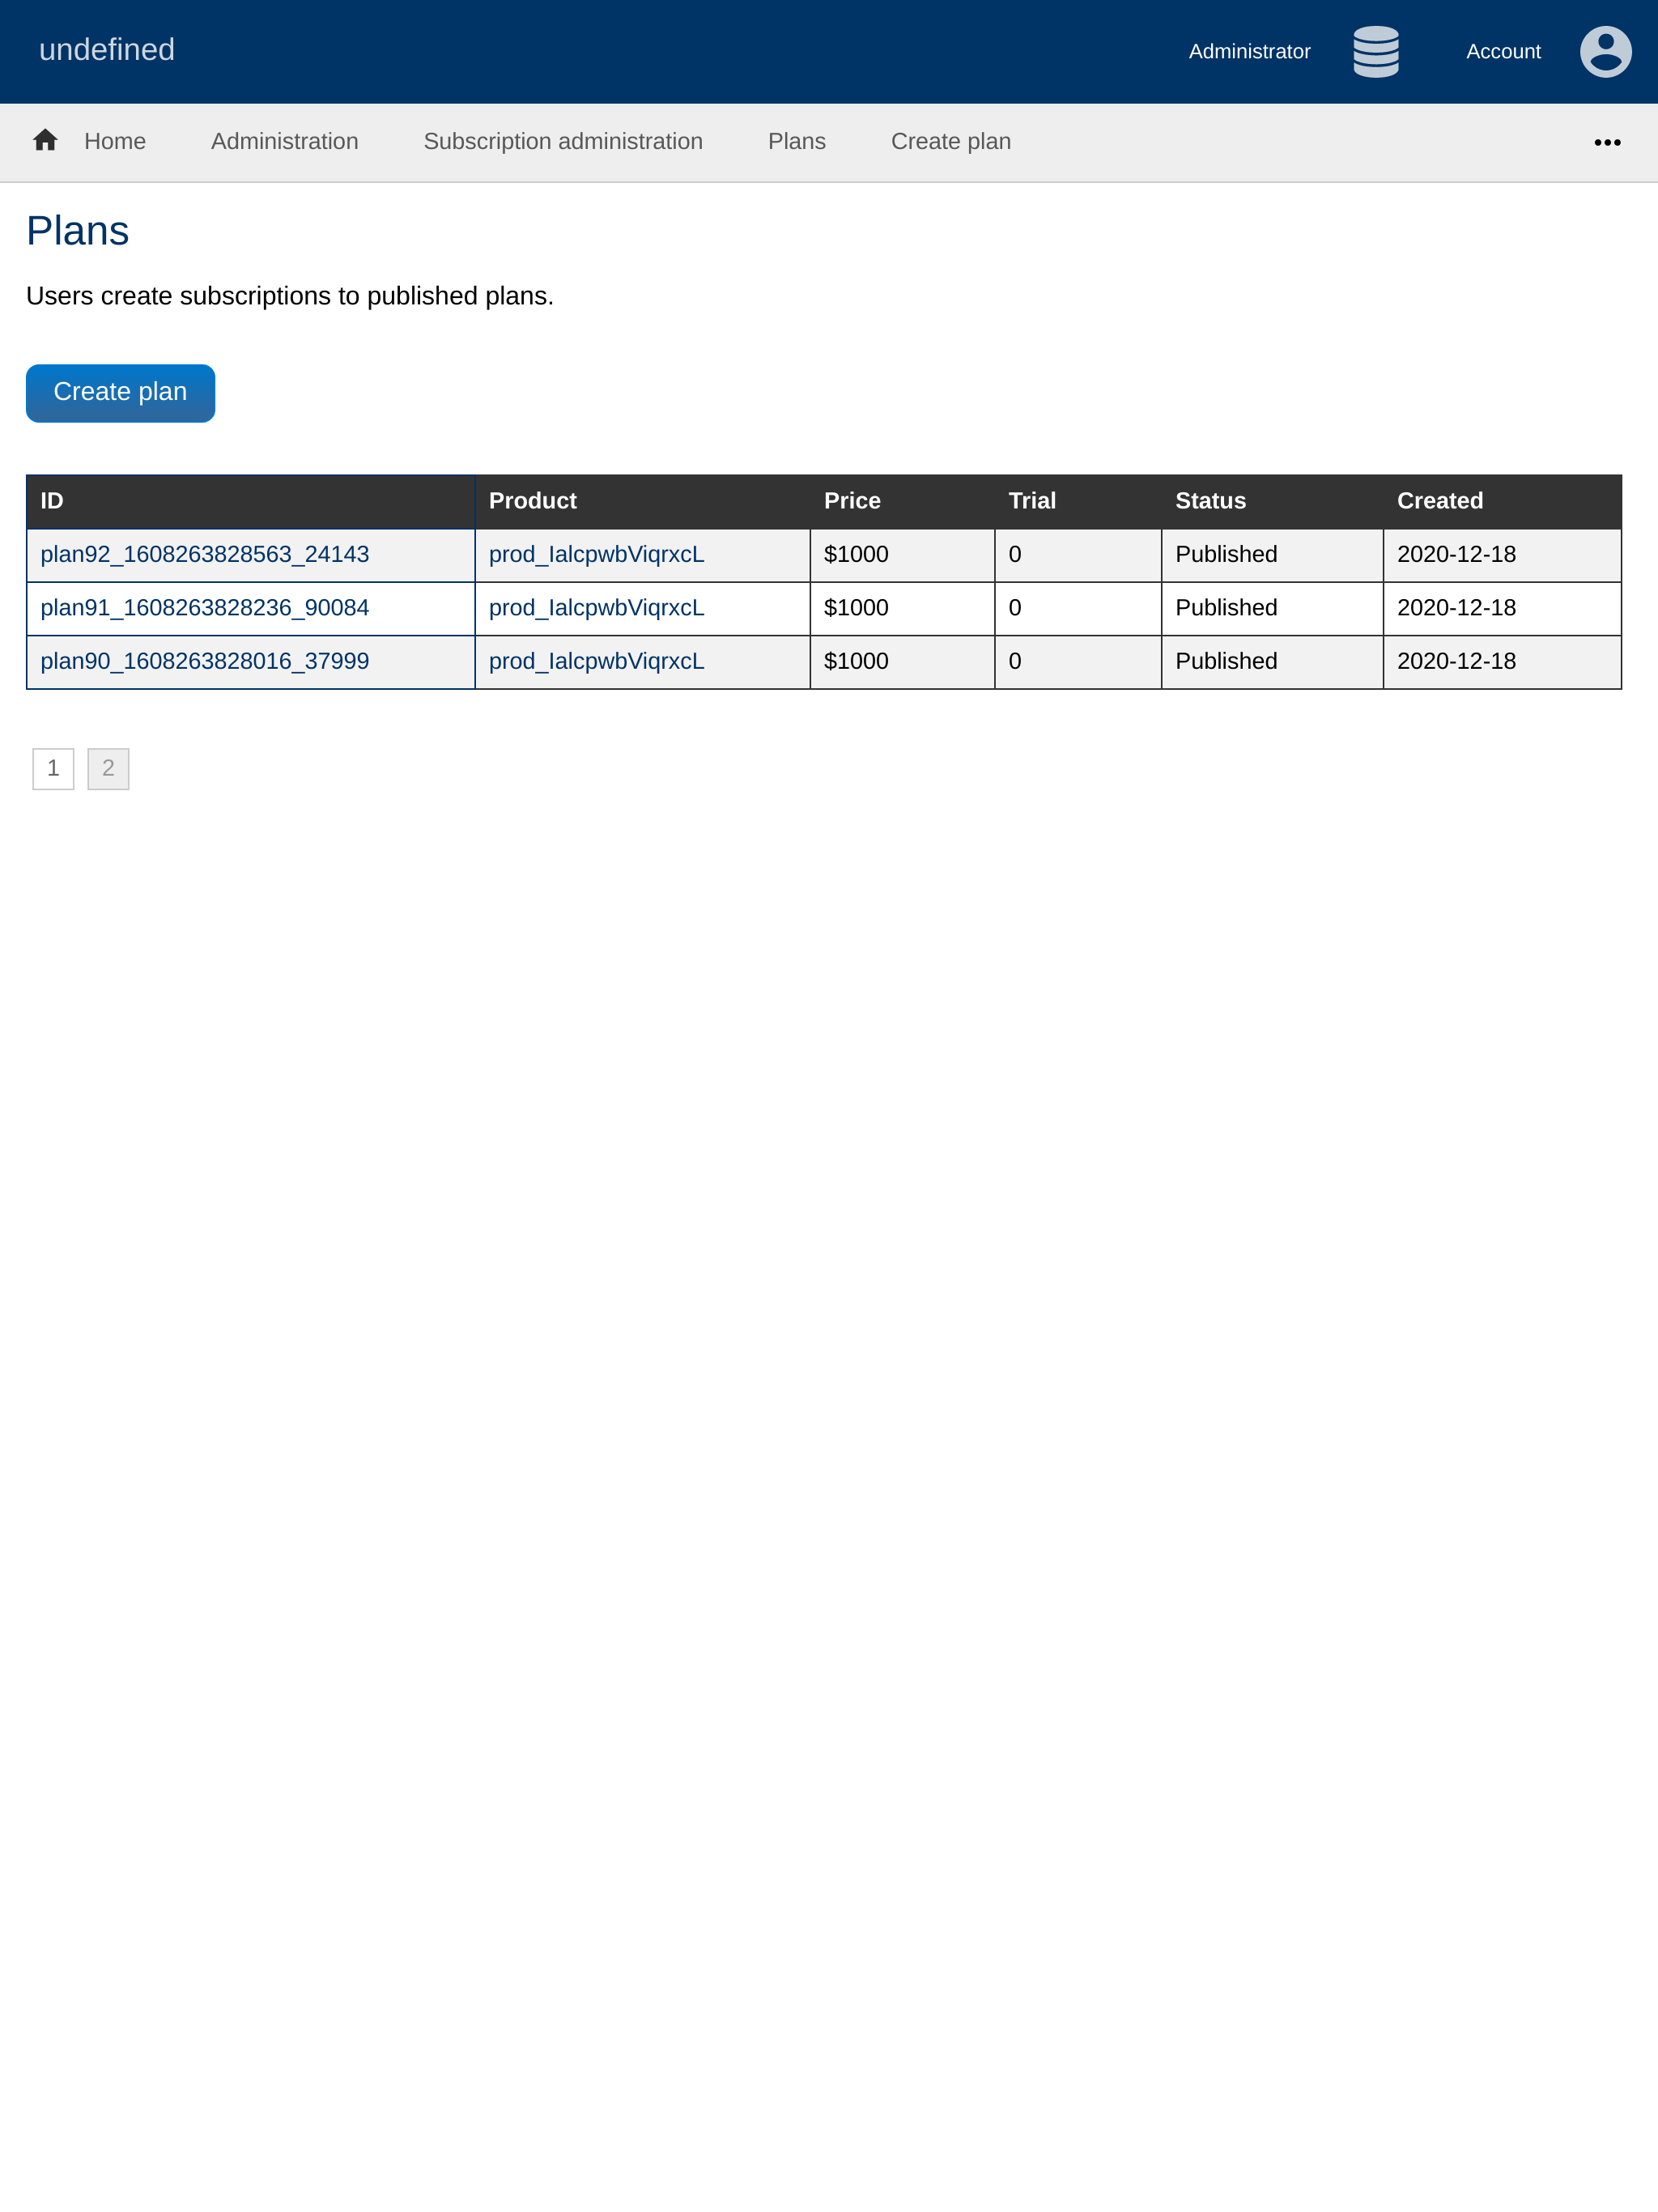 undefined
Administrator
Account
Home Administration Subscription administration Plans Create plan
Plans
Users create subscriptions to published plans.
Create plan
ID Product Price Trial Status Created
plan92_1608263828563_24143 prod_IalcpwbViqrxcL $1000 0 Published 2020-12-18
plan91_1608263828236_90084 prod_IalcpwbViqrxcL $1000 0 Published 2020-12-18
plan90_1608263828016_37999 prod_IalcpwbViqrxcL $1000 0 Published 2020-12-18
1 2